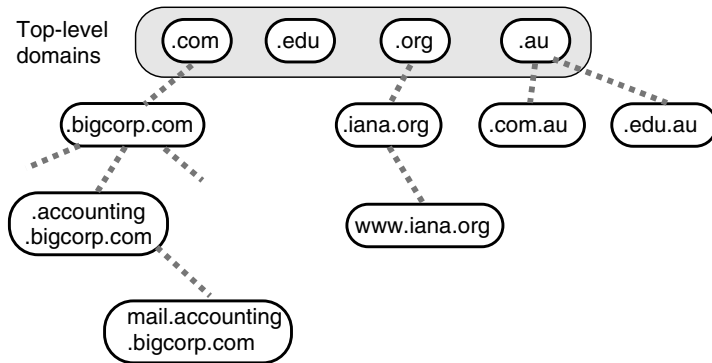 Top-level
domains
.com
.edu
.org
.au
.bigcorp.com
.iana.org
.com.au
.edu.au
.accounting
.bigcorp.com
www.iana.org
mail.accounting
.bigcorp.com